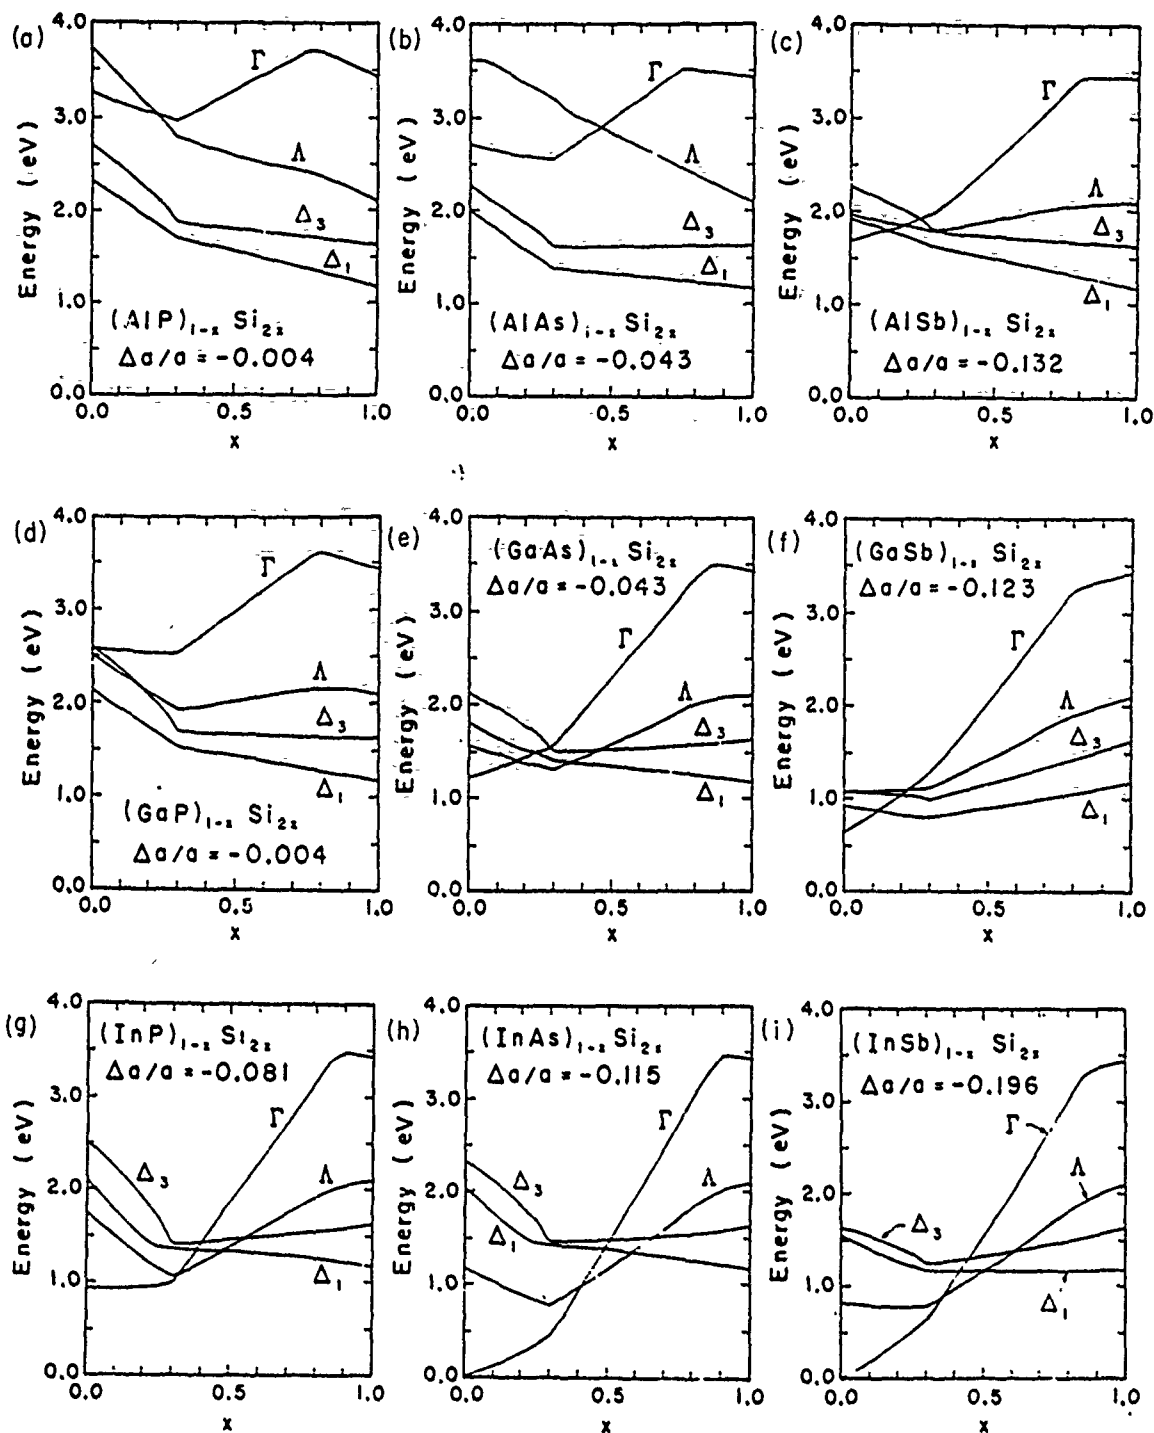 (a)
4.0
3.0
2.0
1.0
0.0
Energy (eV)
Γ
Λ
Δ₃
Δ₁
(AlP)₁₋ₓ Si₂ₓ
Δa/a = -0.004
0.0 0.5 1.0
x
(b)
Γ
Λ
Δ₃
Δ₁
(AlAs)₁₋ₓ Si₂ₓ
Δa/a = -0.043
4.0
3.0
2.0
1.0
0.0
Energy (eV)
0.0 0.5 1.0
x
(c)
4.0
3.0
2.0
1.0
0.0
Energy (eV)
Γ
Λ
Δ₃
Δ₁
(AlSb)₁₋ₓ Si₂ₓ
Δa/a = -0.132
0.0 0.5 1.0
x
(d)
4.0
3.0
2.0
1.0
0.0
Energy (eV)
Γ
Λ
Δ₃
Δ₁
(GaP)₁₋ₓ Si₂ₓ
Δa/a = -0.004
0.0 0.5 1.0
x
(e)
4.0
3.0
2.0
1.0
0.0
Energy (eV)
(GaAs)₁₋ₓ Si₂ₓ
Δa/a = -0.043
Γ
Λ
Δ₃
Δ₁
0.0 0.5 1.0
x
(f)
4.0
3.0
2.0
1.0
0.0
Energy (eV)
(GaSb)₁₋ₓ Si₂ₓ
Δa/a = -0.123
Γ
Λ
Δ₃
Δ₁
0.0 0.5 1.0
x
(g)
4.0
3.0
2.0
1.0
0.0
Energy (eV)
(InP)₁₋ₓ Si₂ₓ
Δa/a = -0.081
Γ
Δ₃
Λ
Δ₁
0.0 0.5 1.0
x
(h)
4.0
3.0
2.0
1.0
0.0
Energy (eV)
(InAs)₁₋ₓ Si₂ₓ
Δa/a = -0.115
Γ
Δ₃
Λ
Δ₁
0.0 0.5 1.0
x
(i)
4.0
3.0
2.0
1.0
0.0
Energy (eV)
(InSb)₁₋ₓ Si₂ₓ
Δa/a = -0.196
Γ
Λ
Δ₃
Δ₁
0.0 0.5 1.0
x